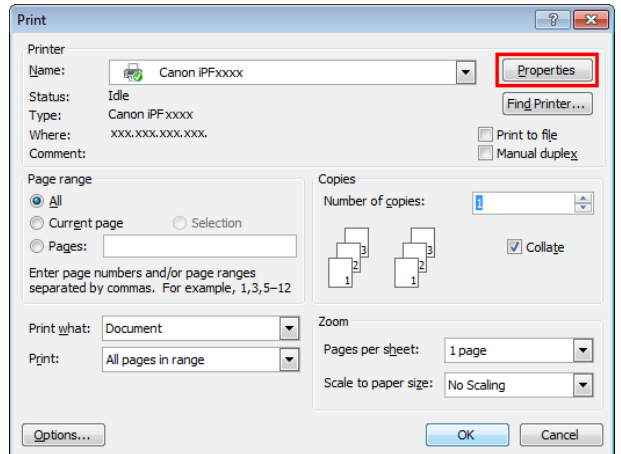 Print
Printer
Name: Canon iPFxxxx Properties
Status: Idle Find Printer...
Type: Canon iPFxxxx
Where: xxx.xxx.xxx.xxx. Print to file
Comment: Manual duplex
Page range
All
Current page Selection
Pages:
Enter page numbers and/or page ranges
separated by commas. For example, 1,3,5–12
Copies
Number of copies: 1
3 3
2 2
1 1
Collate
Print what: Document
Print: All pages in range
Zoom
Pages per sheet: 1 page
Scale to paper size: No Scaling
Options... OK Cancel